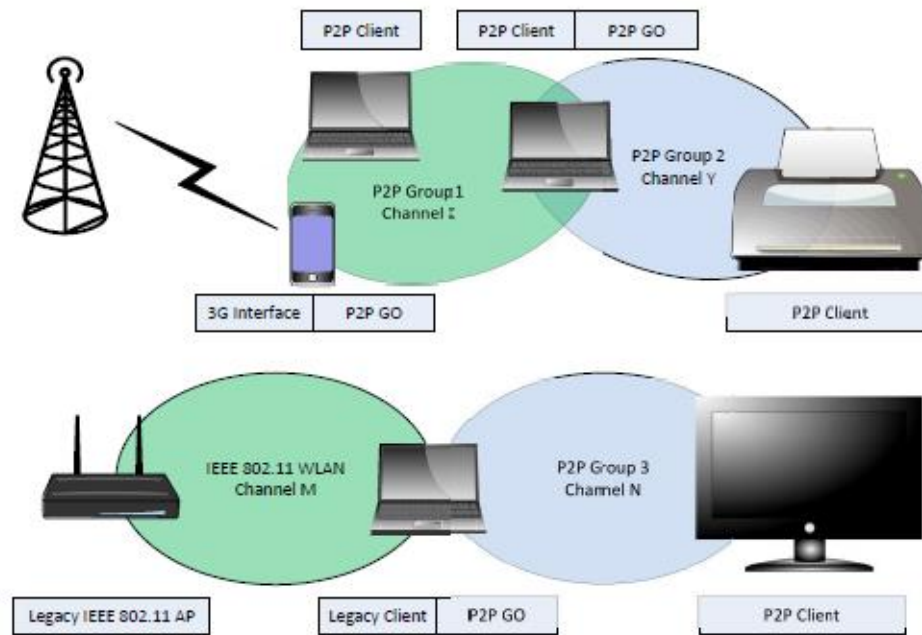 P2P Client
P2P Client
P2P GO
P2P Group 1
Channel Σ
P2P Group 2
Channel Y
3G Interface
P2P GO
P2P Client
IEEE 802.11 WLAN
Channel M
P2P Group 3
Channel N
Legacy IEEE 802.11 AP
Legacy Client
P2P GO
P2P Client